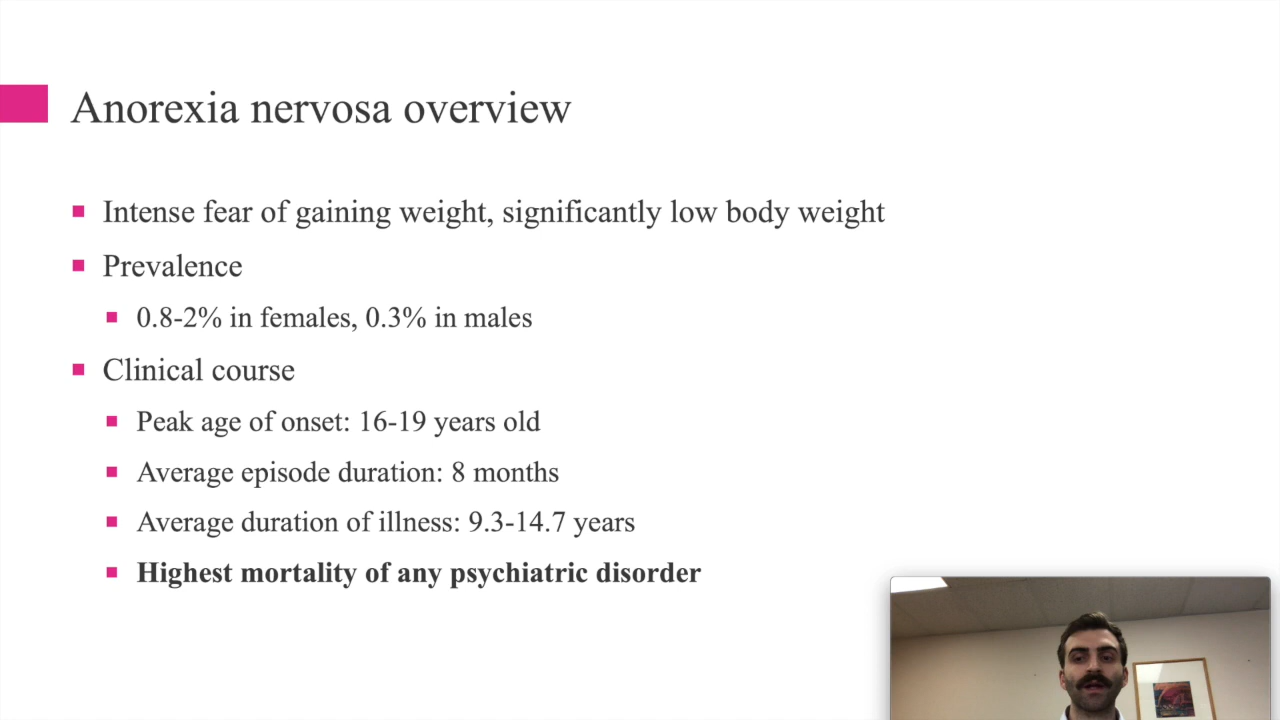 Anorexia nervosa overview
Intense fear of gaining weight, significantly low body weight
Prevalence
0.8-2% in females, 0.3% in males
Clinical course
Peak age of onset: 16-19 years old
Average episode duration: 8 months
Average duration of illness: 9.3-14.7 years
Highest mortality of any psychiatric disorder